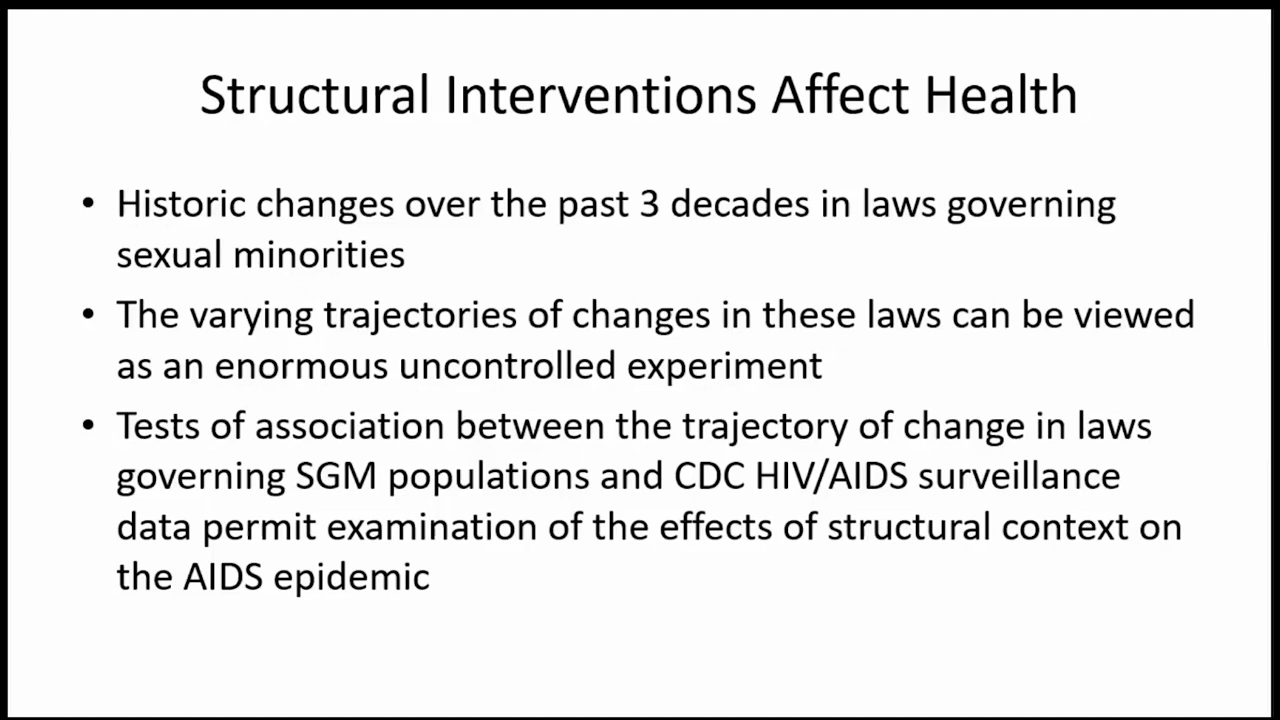 Structural Interventions Affect Health
• Historic changes over the past 3 decades in laws governing
sexual minorities
• The varying trajectories of changes in these laws can be viewed
as an enormous uncontrolled experiment
• Tests of association between the trajectory of change in laws
governing SGM populations and CDC HIV/AIDS surveillance
data permit examination of the effects of structural context on
the AIDS epidemic